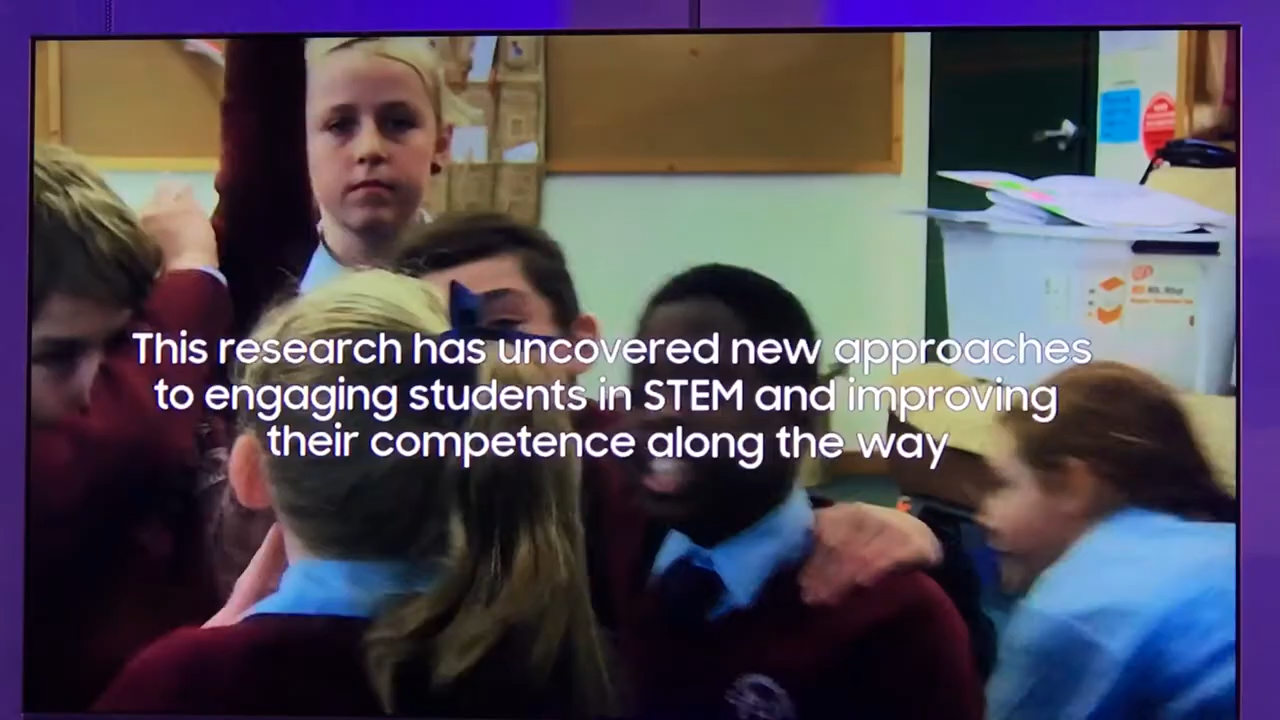 This research has uncovered new approaches
to engaging students in STEM and improving
their competence along the way